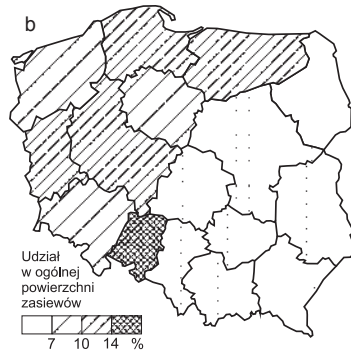 b
Udział
w ogólnej
powierzchni
zasiewów
7 10 14 %